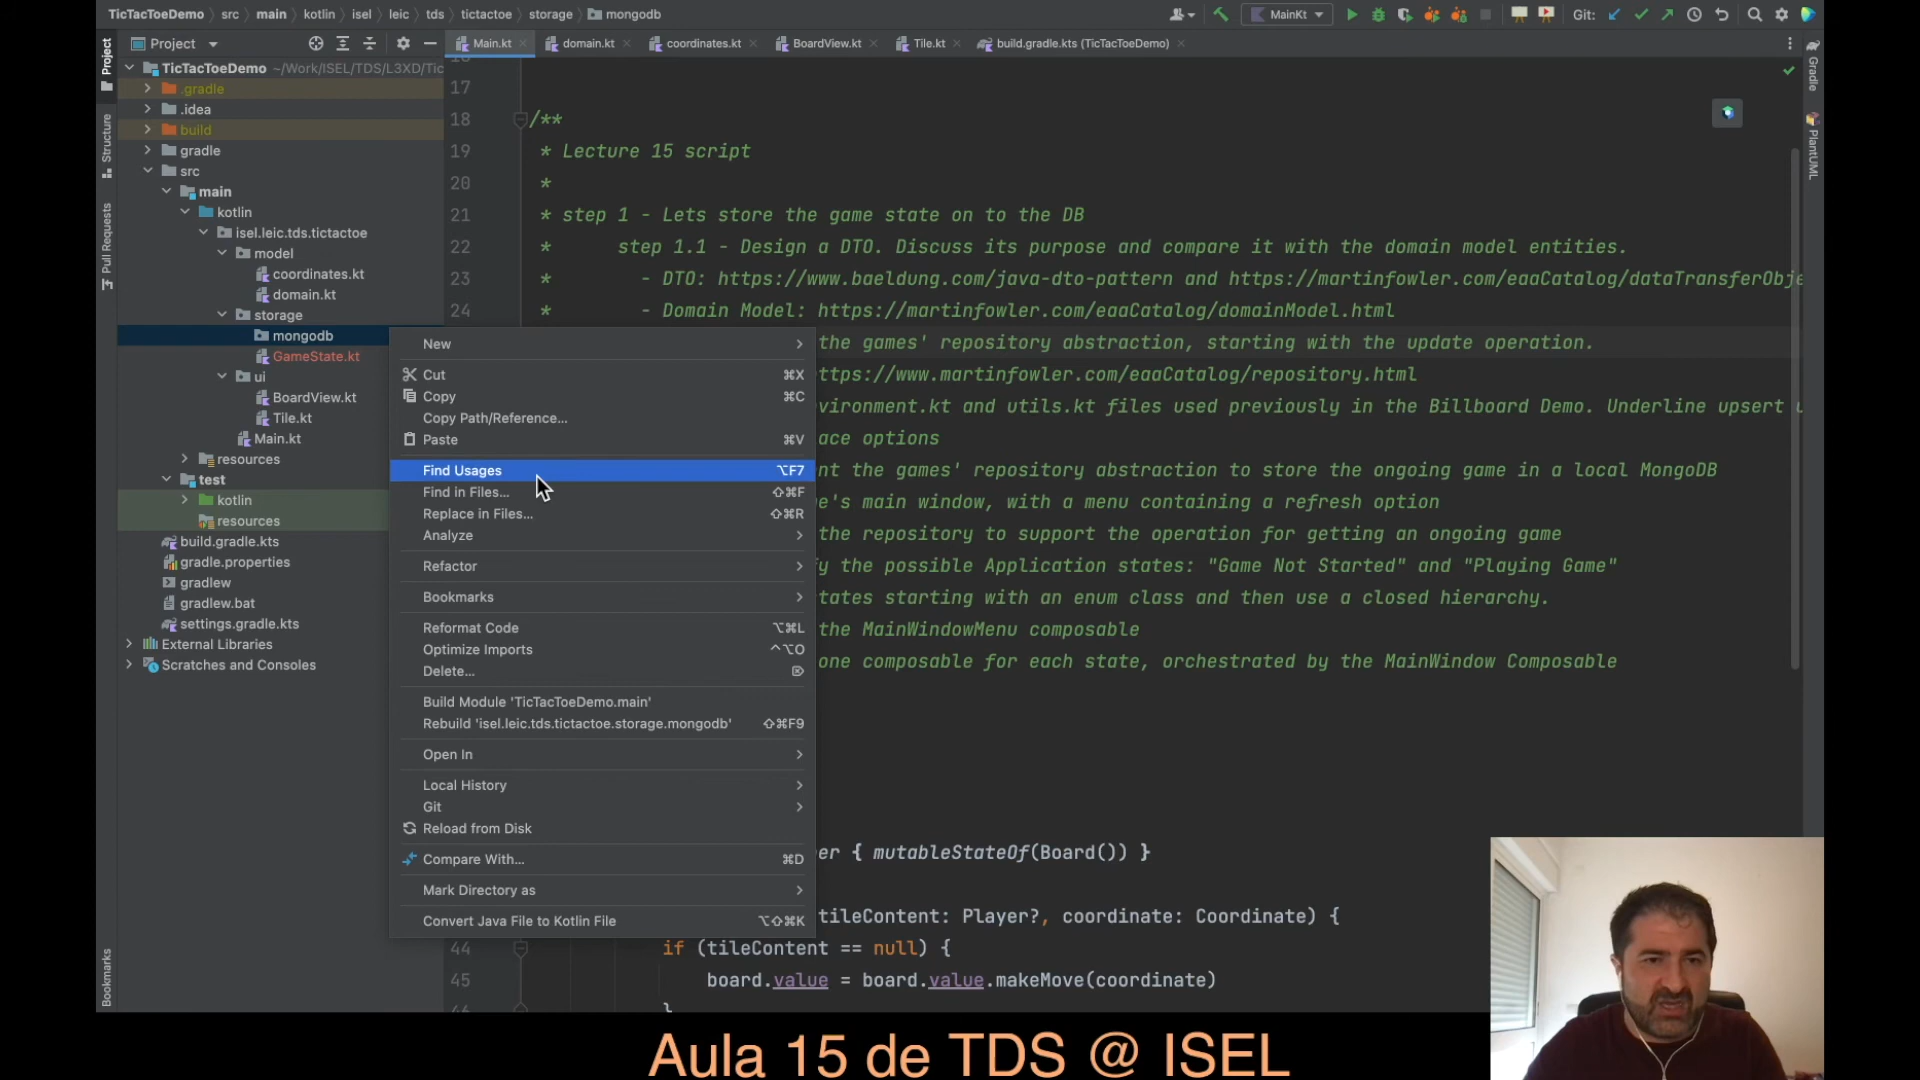 TicTacToeDemo src main kotlin isel leic tds tictactoe storage mongodb
MainKt
Git:
Project
Main.kt
domain.kt
coordinates.kt
BoardView.kt
Tile.kt
build.gradle.kts (TicTacToeDemo)
Project
Structure
Pull Requests
Bookmarks
Gradle
PlantUML
TicTacToeDemo ~/Work/ISEL/TDS/L3XD/Tic
.gradle
.idea
build
gradle
src
main
kotlin
isel.leic.tds.tictactoe
model
coordinates.kt
domain.kt
storage
mongodb
GameState.kt
ui
BoardView.kt
Tile.kt
Main.kt
resources
test
kotlin
resources
build.gradle.kts
gradle.properties
gradlew
gradlew.bat
settings.gradle.kts
External Libraries
Scratches and Consoles
New
Cut ⌘X
Copy ⌘C
Copy Path/Reference...
Paste ⌘V
Find Usages ⌥F7
Find in Files... ⇧⌘F
Replace in Files... ⇧⌘R
Analyze
Refactor
Bookmarks
Reformat Code ⌥⌘L
Optimize Imports ^⌥O
Delete... ⌦
Build Module 'TicTacToeDemo.main'
Rebuild 'isel.leic.tds.tictactoe.storage.mongodb' ⇧⌘F9
Open In
Local History
Git
Reload from Disk
Compare With... ⌘D
Mark Directory as
Convert Java File to Kotlin File ⌥⇧⌘K
17
18 /**
19 * Lecture 15 script
20 *
21 * step 1 - Lets store the game state on to the DB
22 * step 1.1 - Design a DTO. Discuss its purpose and compare it with the domain model entities.
23 * - DTO: https://www.baeldung.com/java-dto-pattern and https://martinfowler.com/eaaCatalog/dataTransferObje
24 * - Domain Model: https://martinfowler.com/eaaCatalog/domainModel.html
the games' repository abstraction, starting with the update operation.
ttps://www.martinfowler.com/eaaCatalog/repository.html
vironment.kt and utils.kt files used previously in the Billboard Demo. Underline upsert
ace options
nt the games' repository abstraction to store the ongoing game in a local MongoDB
e's main window, with a menu containing a refresh option
the repository to support the operation for getting an ongoing game
fy the possible Application states: "Game Not Started" and "Playing Game"
tates starting with an enum class and then use a closed hierarchy.
the MainWindowMenu composable
one composable for each state, orchestrated by the MainWindow Composable
er { mutableStateOf(Board()) }
tileContent: Player?, coordinate: Coordinate) {
44 if (tileContent == null) {
45 board.value = board.value.makeMove(coordinate)
}
Aula 15 de TDS @ ISEL